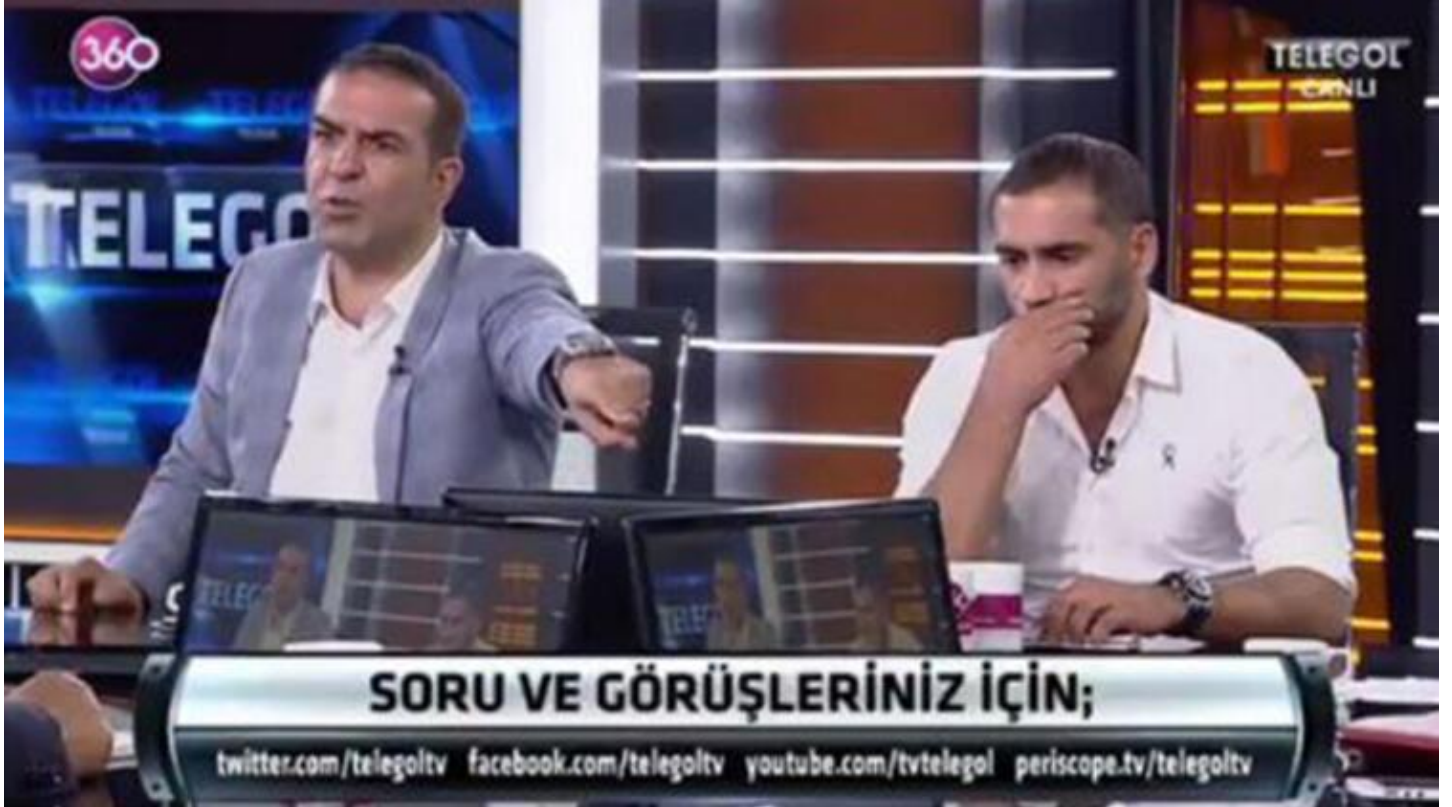 360
TELEGOL
CANLI
TELEGO
SORU VE GÖRÜŞLERİNİZ İÇİN;
twitter.com/telegoltv facebook.com/telegoltv youtube.com/tvtelegol periscope.tv/telegoltv